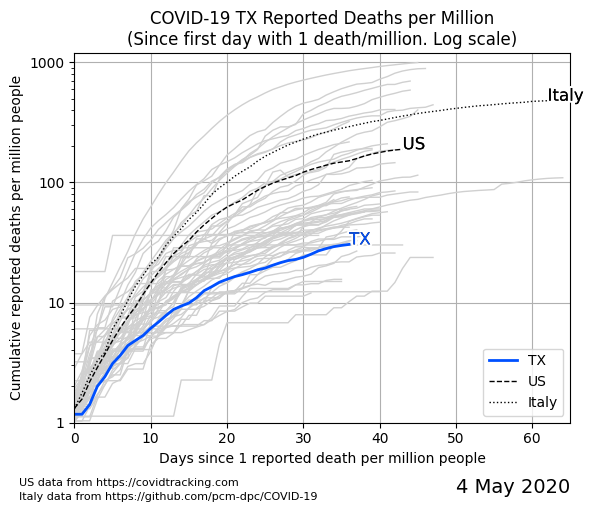 COVID-19 TX Reported Deaths per Million
(Since first day with 1 death/million. Log scale)
Cumulative reported deaths per million people
1000
100
10
1
Italy
US
TX
TX
US
Italy
0 10 20 30 40 50 60
Days since 1 reported death per million people
US data from https://covidtracking.com
Italy data from https://github.com/pcm-dpc/COVID-19
4 May 2020